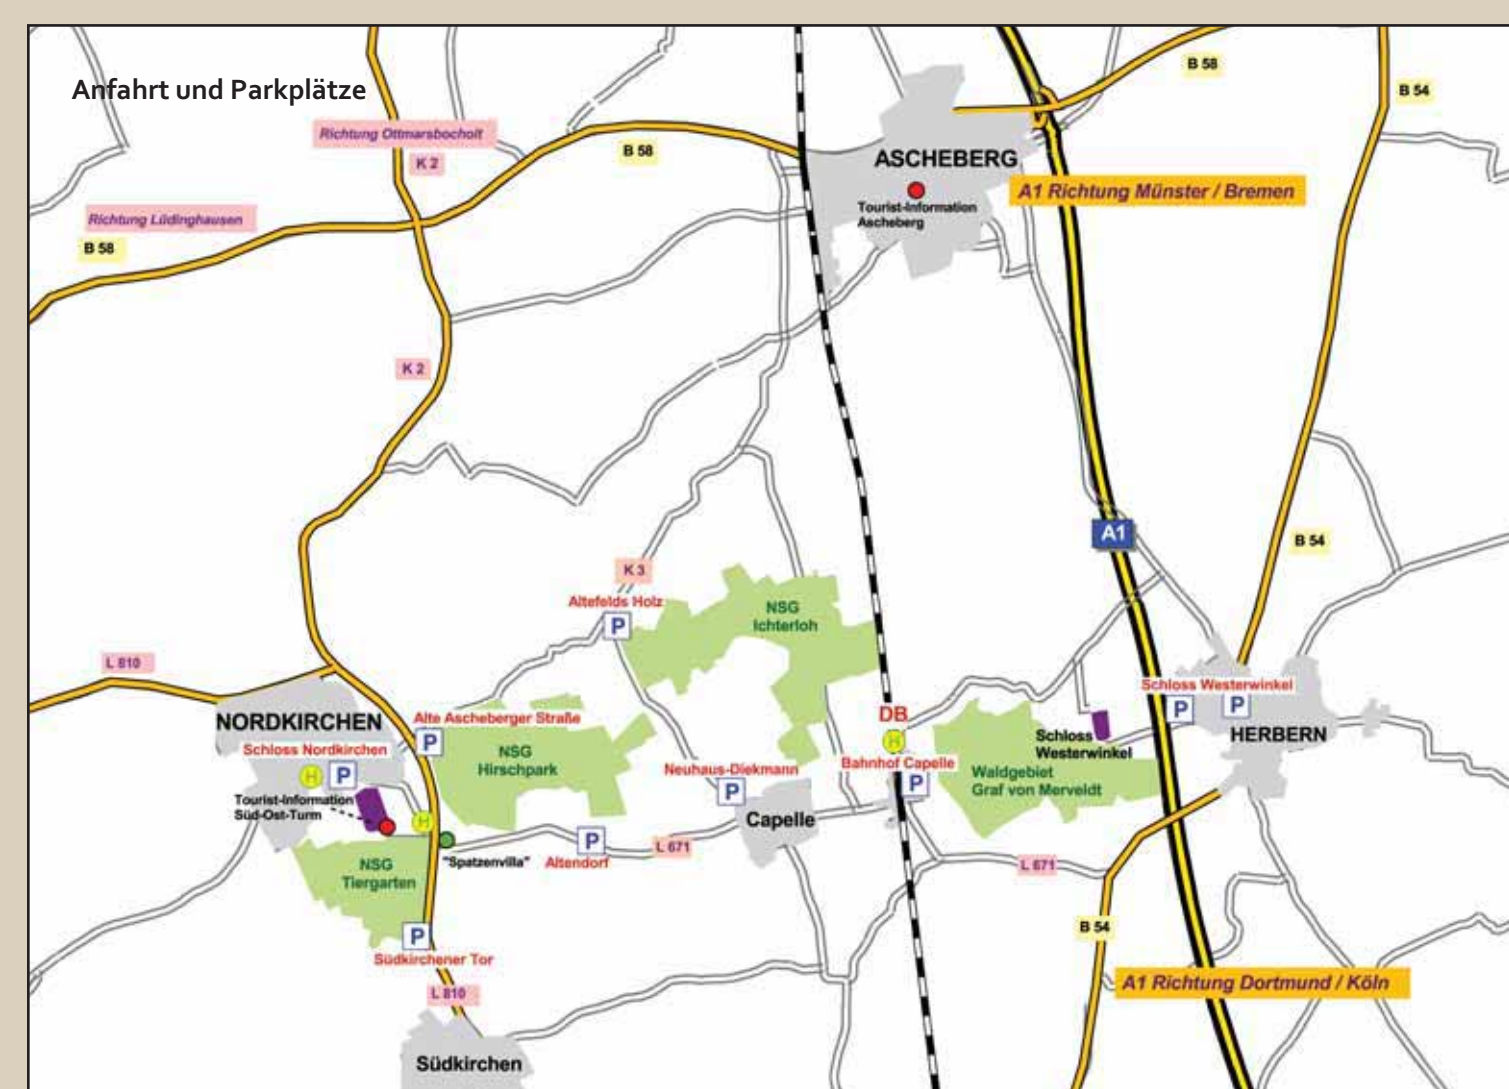 Anfahrt und Parkplätze
B 58
B 54
Richtung Ottmarsbocholt
K 2
B 58
ASCHEBERG
A1 Richtung Münster / Bremen
Tourist-Information
Ascheberg
Richtung Lüdinghausen
B 58
K 2
A1
B 54
K 3
Altefelds Holz
P
NSG
Ichterloh
L 810
Schloss Westerwinkel
P
P
NORDKIRCHEN
Alte Ascheberger Straße
P
DB
H
Schloss
Westerwinkel
HERBERN
Schloss Nordkirchen
H
P
NSG
Hirschpark
Neuhaus-Diekmann
P
Bahnhof Capelle
P
Waldgebiet
Graf von Merveldt
Tourist-Information
Süd-Ost-Turm
H
Capelle
"Spatzenvilla"
P
Altendorf
L 671
L 671
NSG
Tiergarten
P
Südkirchener Tor
B 54
L 810
A1 Richtung Dortmund / Köln
Südkirchen